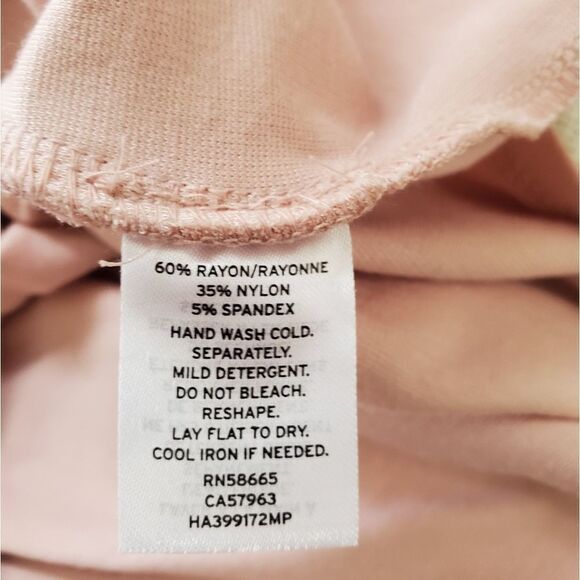 60% RAYON/RAYONNE
35% NYLON
5% SPANDEX
HAND WASH COLD.
SEPARATELY.
MILD DETERGENT.
DO NOT BLEACH.
RESHAPE.
LAY FLAT TO DRY.
COOL IRON IF NEEDED.
RN58665
CA57963
HA399172MP